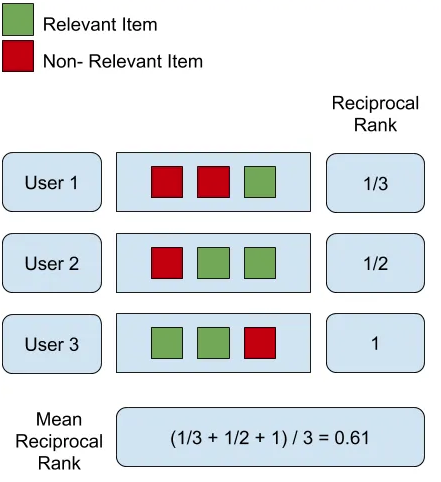 Relevant Item
Non- Relevant Item
Reciprocal
Rank
User 1
1/3
User 2
1/2
User 3
1
Mean
Reciprocal
Rank
(1/3 + 1/2 + 1) / 3 = 0.61